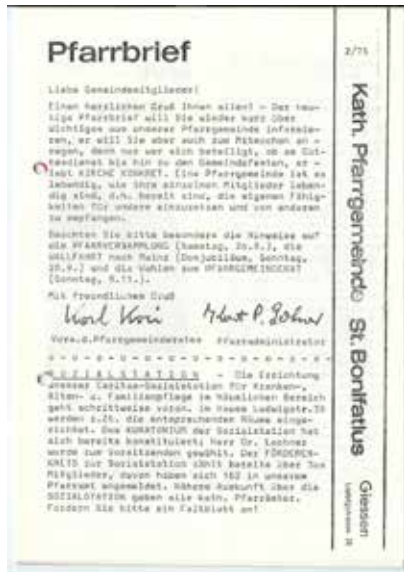 Pfarrbrief
2/75
Liebe Gemeindemitglieder!
Einen herzlichen Gruß Ihnen allen! - Der heu-
tige Pfarrbrief will Sie wieder kurz über
Wichtiges aus unserer Pfarrgemeinde informie-
ren, er will Sie aber auch zum Mitmachen an -
regen, denn nur wer sich beteiligt, ob am Got-
tesdienst bis hin zu den Gemeindefesten, er -
lebt KIRCHE KONKRET. Eine Pfarrgemeinde ist so
lebendig, wie ihre einzelnen Mitglieder leben-
dig sind, d.h. bereit sind, die eigenen Fähig-
keiten für andere einzusetzen und von anderen
zu empfangen.
Beachten Sie bitte besonders die Hinweise auf
die PFARRVERSAMMLUNG (Samstag, 20.9.), die
WALLFAHRT nach Mainz (Domjubiläum, Sonntag,
28.9.) und die Wahlen zum PFARRGEMEINDERAT
(Sonntag, 9.11.).
Mit freundlichem Gruß
Vors.d.Pfarrgemeinderates Pfarradministrator
SOZIALSTATION - Die Errichtung
unserer Caritas-Sozialstation für Kranken-,
Alten- u. Familienpflege im häuslichen Bereich
geht schrittweise voran. Im Hause Ludwigstr.
werden z.Zt. die entsprechenden Räume einge-
richtet. Das KURATORIUM der Sozialstation hat
sich bereits konstituiert; Herr Dr. Lechner
wurde zum Vorsitzenden gewählt. Der FÖRDERER-
KREIS zur Sozialstation zählt bereits über
Mitglieder, davon haben sich 162 in unserem
Pfarramt angemeldet. Nähere Auskunft über die
SOZIALSTATION geben alle kath. Pfarrämter.
Fordern Sie bitte ein Faltblatt an!
Kath. Pfarrgemeinde St. Bonifatius Giessen